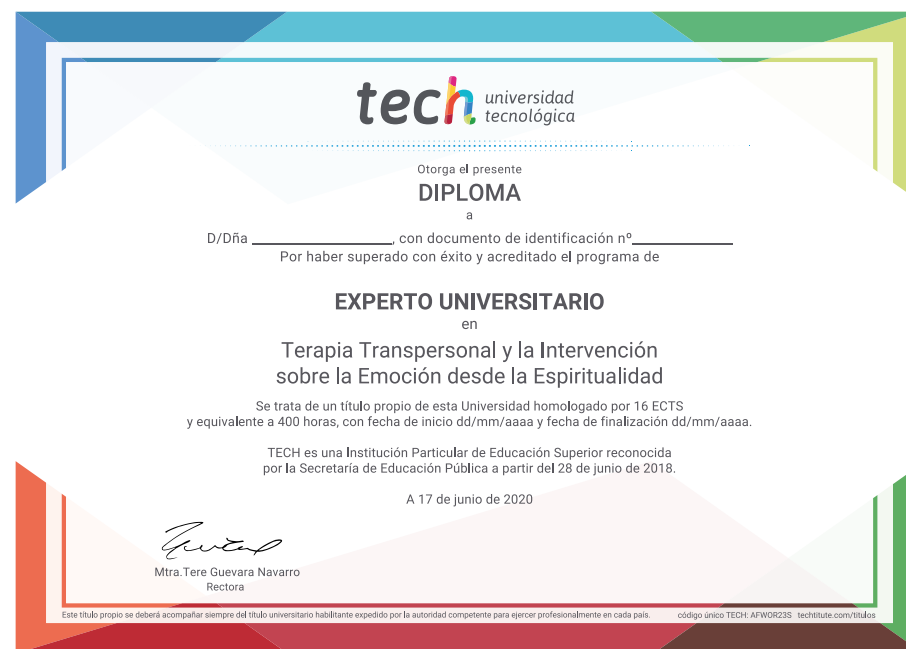 tech universidad
tecnológica
Otorga el presente
DIPLOMA
a
D/Dña ____________________, con documento de identificación nº______________
Por haber superado con éxito y acreditado el programa de
EXPERTO UNIVERSITARIO
en
Terapia Transpersonal y la Intervención
sobre la Emoción desde la Espiritualidad
Se trata de un título propio de esta Universidad homologado por 16 ECTS
y equivalente a 400 horas, con fecha de inicio dd/mm/aaaa y fecha de finalización dd/mm/aaaa.
TECH es una Institución Particular de Educación Superior reconocida
por la Secretaría de Educación Pública a partir del 28 de junio de 2018.
A 17 de junio de 2020
Mtra.Tere Guevara Navarro
Rectora
Este título propio se deberá acompañar siempre del título universitario habilitante expedido por la autoridad competente para ejercer profesionalmente en cada país. código único TECH: AFWOR23S techtitute.com/titulos